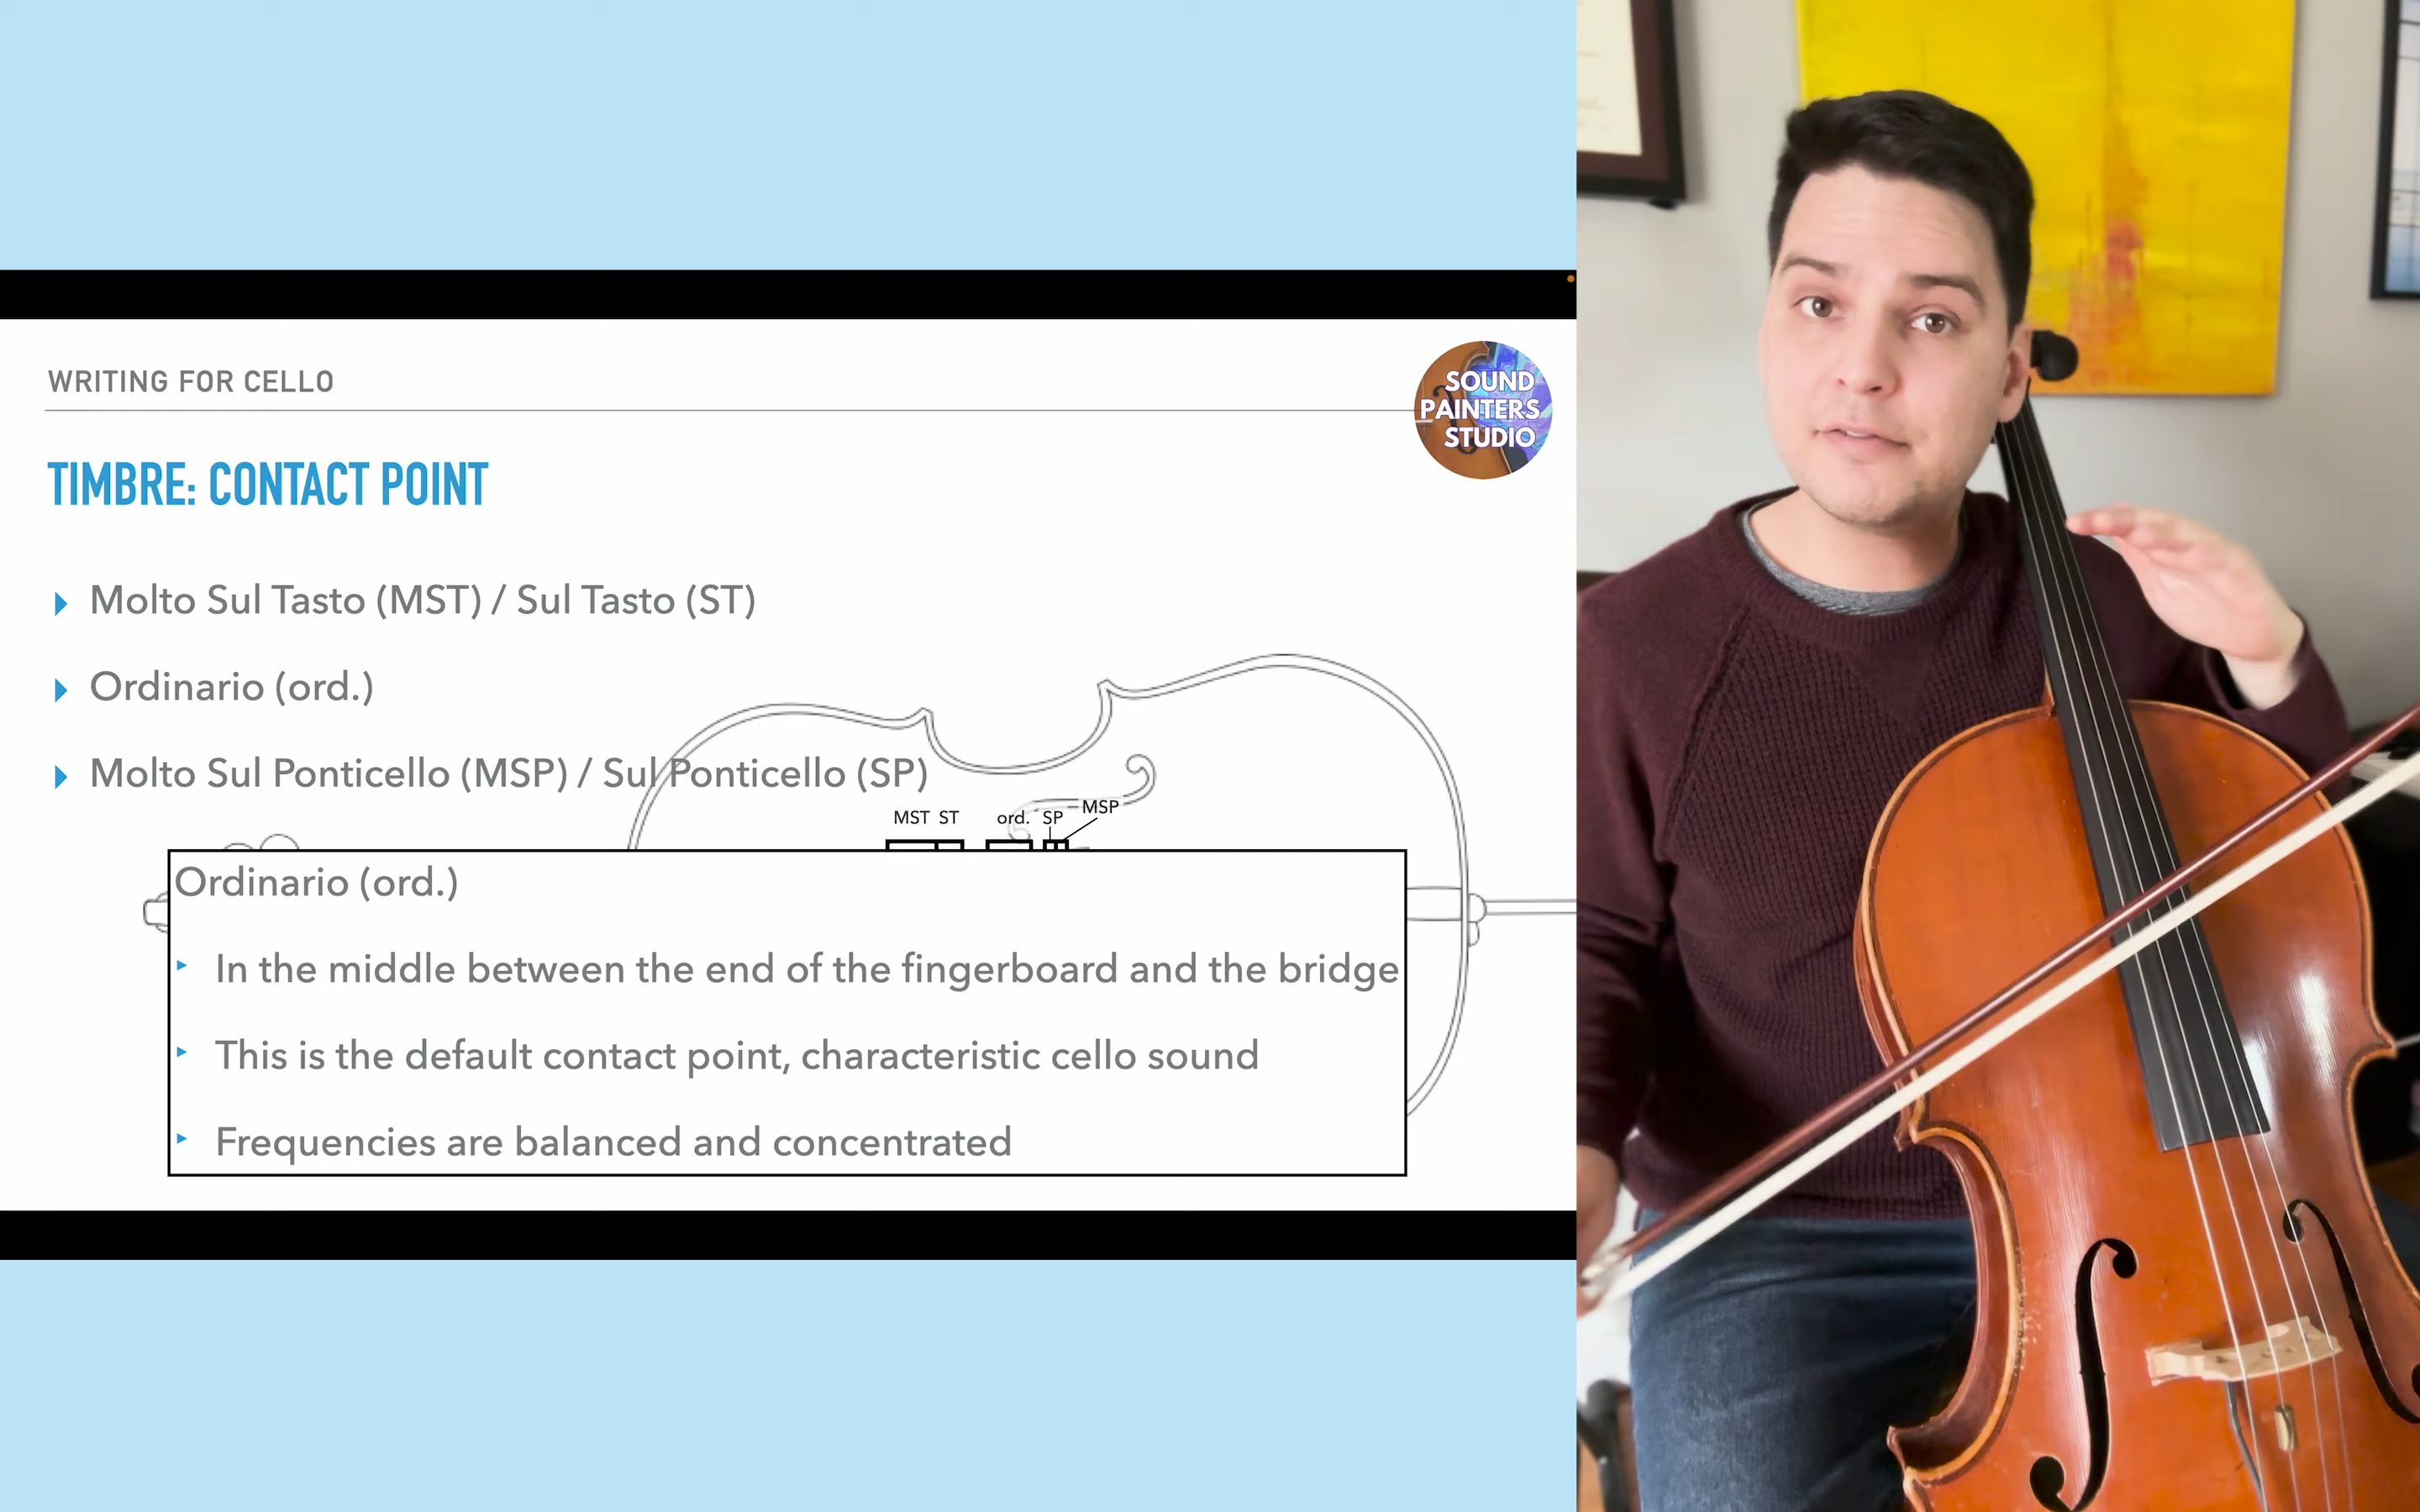 WRITING FOR CELLO
SOUND
PAINTERS
STUDIO
TIMBRE: CONTACT POINT
Molto Sul Tasto (MST) / Sul Tasto (ST)
Ordinario (ord.)
Molto Sul Ponticello (MSP) / Sul Ponticello (SP)
MST ST ord. SP MSP
Ordinario (ord.)
In the middle between the end of the fingerboard and the bridge
This is the default contact point, characteristic cello sound
Frequencies are balanced and concentrated